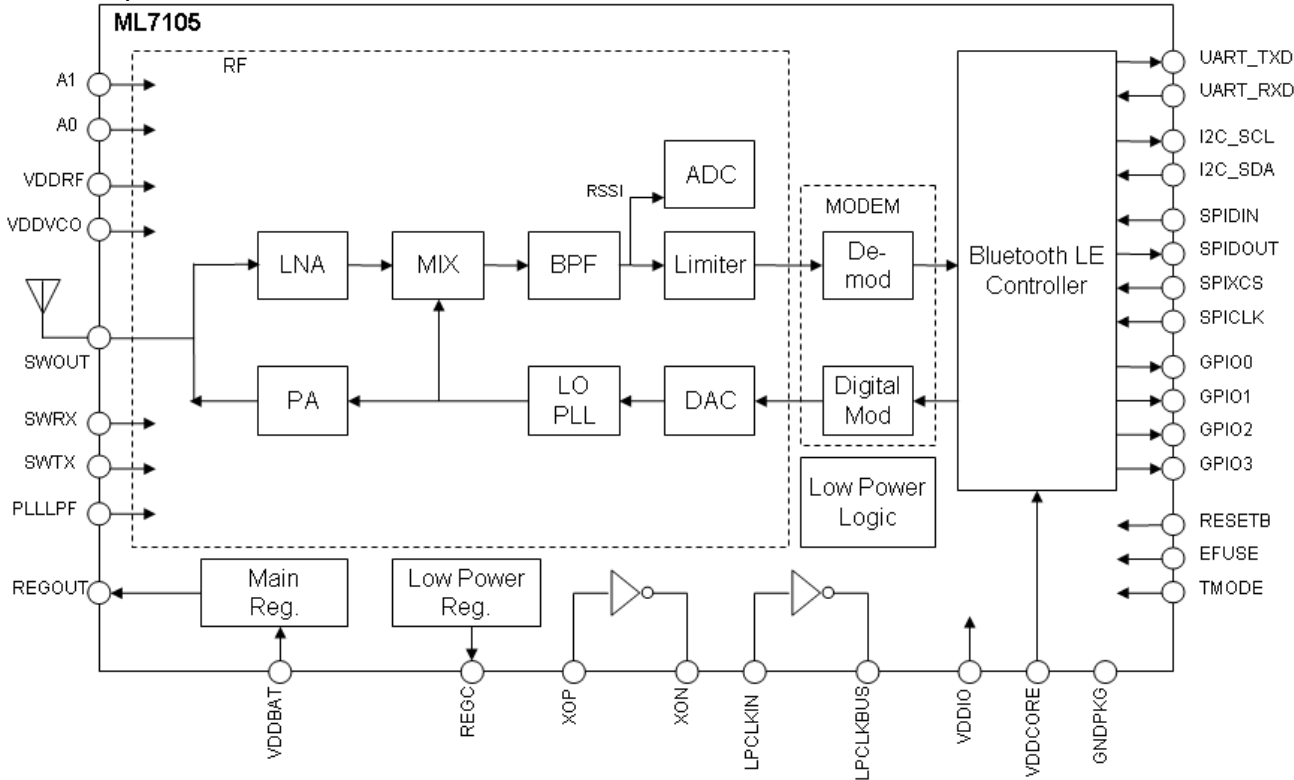 ML7105
RF
A1
A0
VDDRF
VDDVCO
SWOUT
SWRX
SWTX
PLLLPF
REGOUT
LNA
MIX
BPF
RSSI
ADC
Limiter
PA
LO
PLL
DAC
MODEM
De-
mod
Digital
Mod
Low Power
Logic
Bluetooth LE
Controller
UART_TXD
UART_RXD
I2C_SCL
I2C_SDA
SPIDIN
SPIDOUT
SPIXCS
SPICLK
GPIO0
GPIO1
GPIO2
GPIO3
RESETB
EFUSE
TMODE
Main
Reg.
Low Power
Reg.
VDDBAT
REGC
XOP
XON
LPCLKIN
LPCLKBUS
VDDIO
VDDCORE
GNDPKG